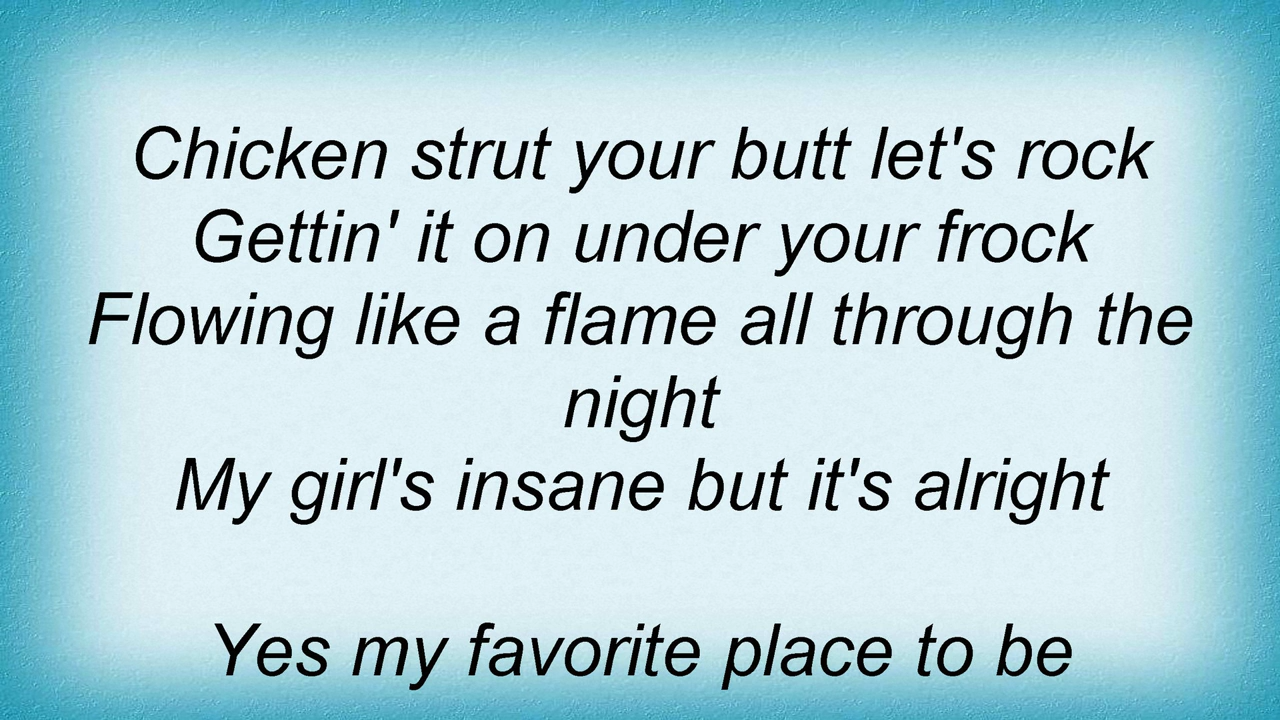 Chicken strut your butt let's rock
Gettin' it on under your frock
Flowing like a flame all through the
night
My girl's insane but it's alright
Yes my favorite place to be